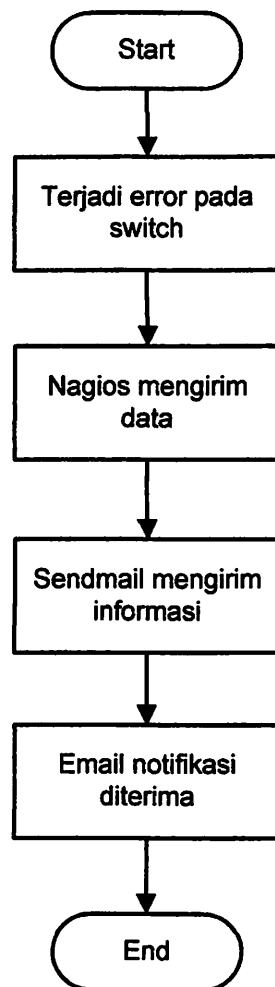 Start
Terjadi error pada
switch
Nagios mengirim
data
Sendmail mengirim
informasi
Email notifikasi
diterima
End